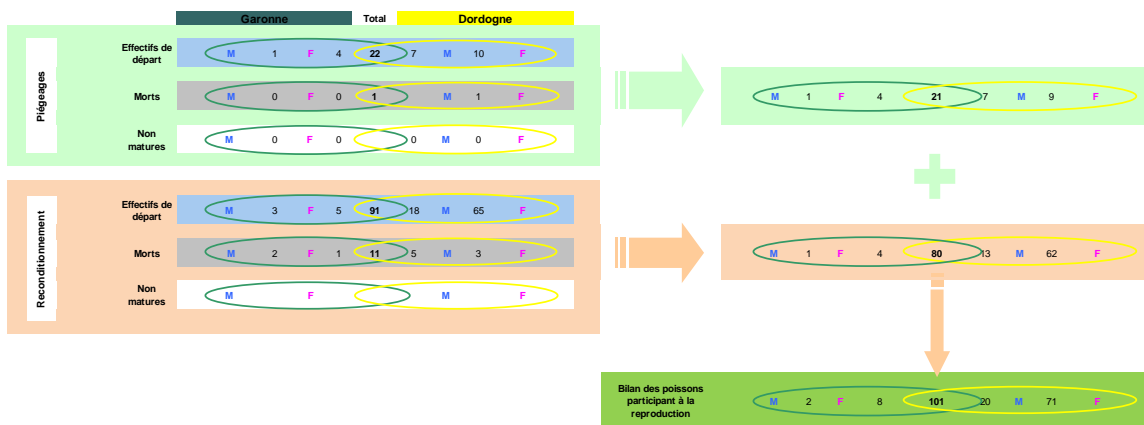 Garonne Total Dordogne
Piégeages
Effectifs de
départ
M 1 F 4 22 7 M 10 F
Morts
M 0 F 0 1 M 1 F
Non
matures
M 0 F 0 0 M 0 F
M 1 F 4 21 7 M 9 F
Reconditionnement
Effectifs de
départ
M 3 F 5 91 18 M 65 F
Morts
M 2 F 1 11 5 M 3 F
Non
matures
M F M F
M 1 F 4 80 13 M 62 F
Bilan des poissons
participant à la
reproduction
M 2 F 8 101 20 M 71 F